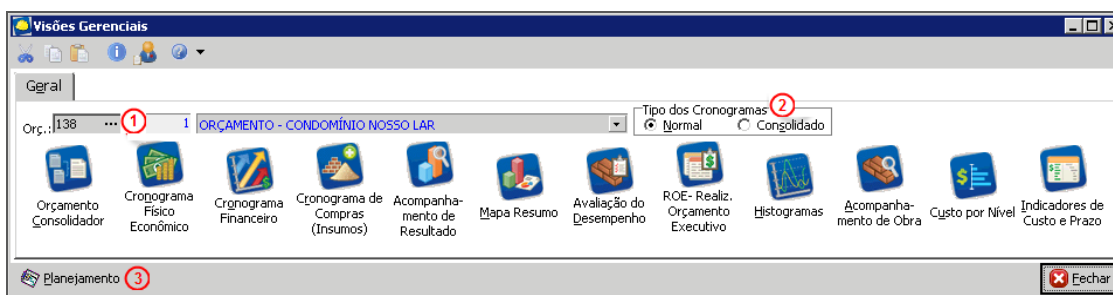 Visões Gerenciais
Geral
Orç.: 138 ... 1 1 ORÇAMENTO - CONDOMÍNIO NOSSO LAR
Tipo dos Cronogramas 2
Normal Consolidado
Orçamento
Consolidador
Cronograma
Físico
Econômico
Cronograma
Financeiro
Cronograma de
Compras
(Insumos)
Acompanha-
mento de
Resultado
Mapa Resumo
Avaliação do
Desempenho
ROE- Realiz.
Orçamento
Executivo
Histogramas
Acompanha-
mento de Obra
Custo por Nível
Indicadores de
Custo e Prazo
Planejamento 3
Fechar